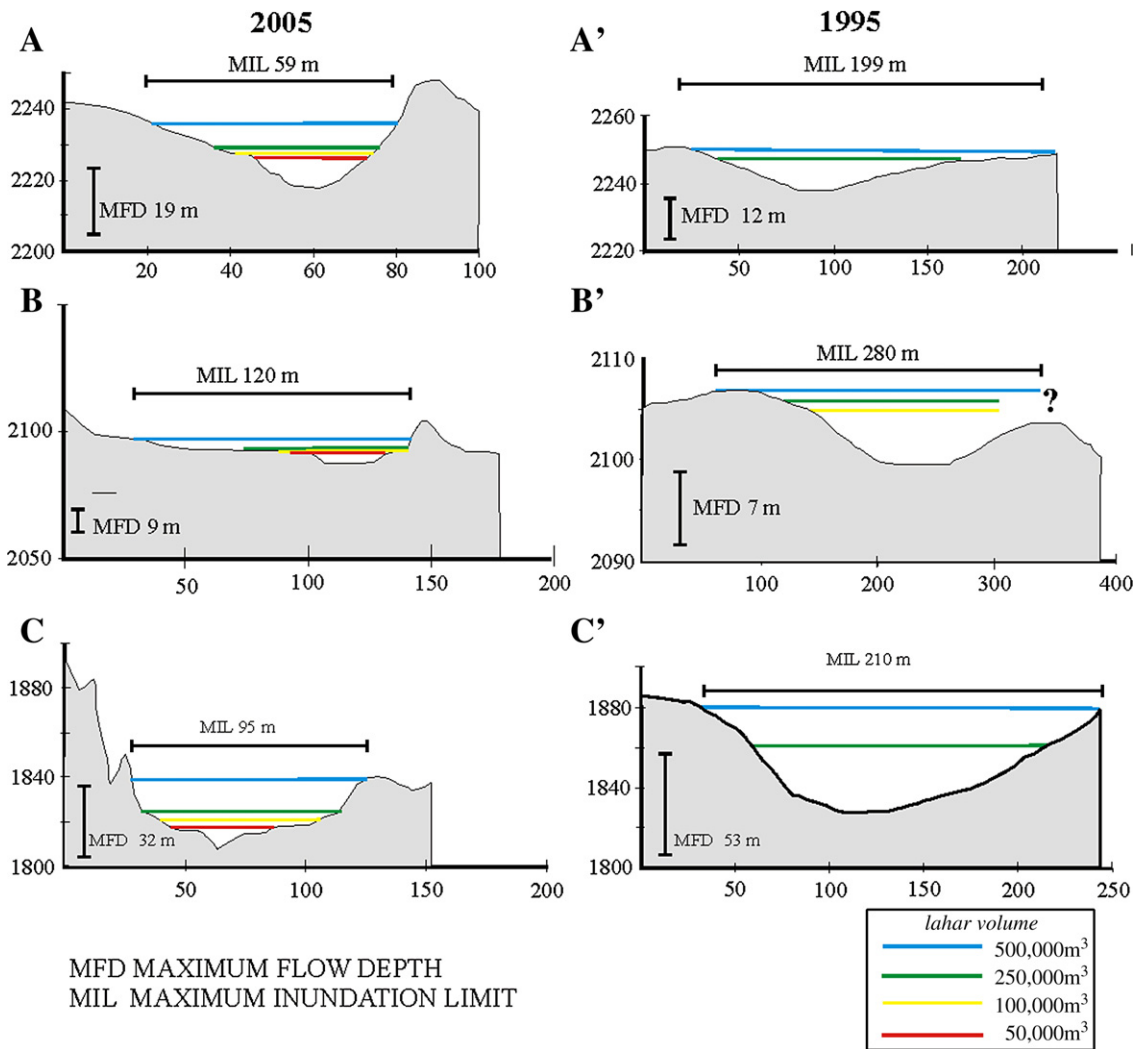 2005
1995
A
MIL 59 m
2240
2220
2200
MFD 19 m
20 40 60 80 100
A’
MIL 199 m
2260
2240
2220
MFD 12 m
50 100 150 200
B
MIL 120 m
2100
2050
MFD 9 m
50 100 150 200
B’
MIL 280 m
?
2110
2100
2090
MFD 7 m
100 200 300 400
C
MIL 95 m
1880
1840
1800
MFD 32 m
50 100 150 200
C’
MIL 210 m
1880
1840
1800
MFD 53 m
50 100 150 200 250
MFD MAXIMUM FLOW DEPTH
MIL MAXIMUM INUNDATION LIMIT
lahar volume
500,000m³
250,000m³
100,000m³
50,000m³